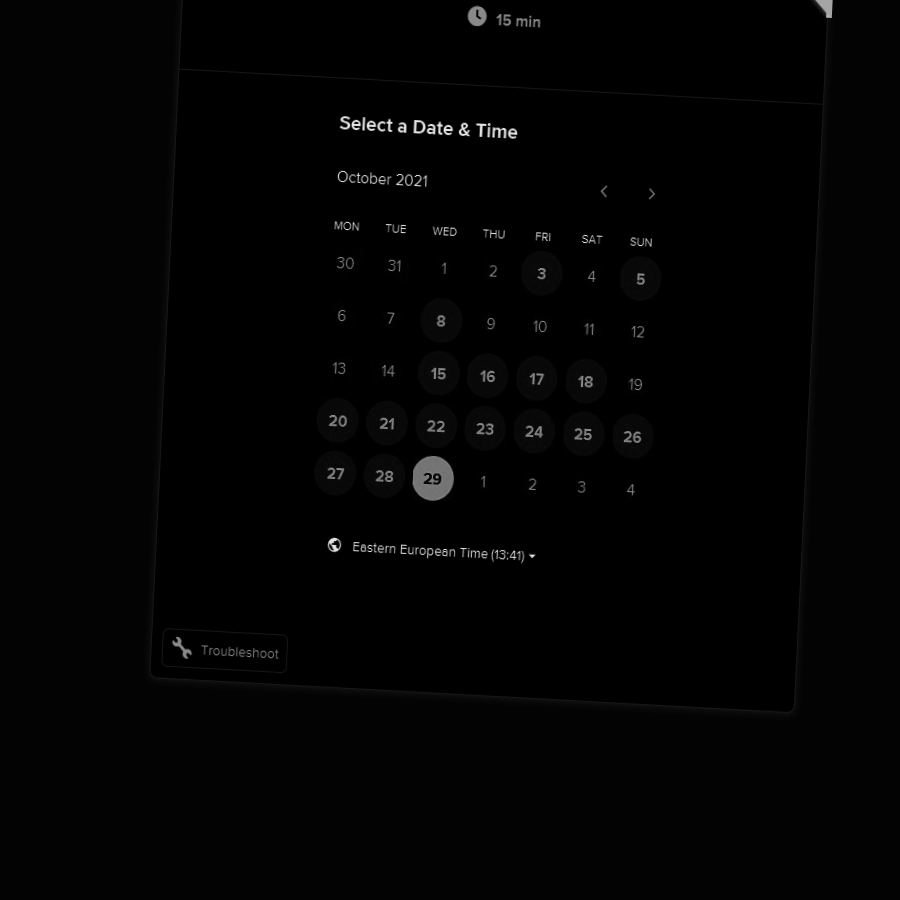 15 min
Select a Date & Time
October 2021
MON TUE WED THU FRI SAT SUN
30 31 1 2 3 4 5
6 7 8 9 10 11 12
13 14 15 16 17 18 19
20 21 22 23 24 25 26
27 28 29 1 2 3 4
Eastern European Time (13:41)
Troubleshoot